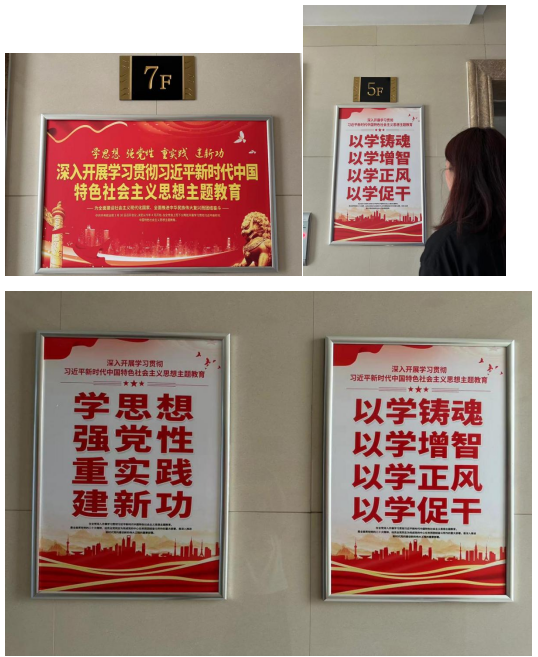 7F
学思想 强党性 重实践 建新功
深入开展学习贯彻习近平新时代中国
特色社会主义思想主题教育
5F
深入开展学习贯彻
习近平新时代中国特色社会主义思想主题教育
以学铸魂
以学增智
以学正风
以学促干
深入开展学习贯彻
习近平新时代中国特色社会主义思想主题教育
学思想
强党性
重实践
建新功
深入开展学习贯彻
习近平新时代中国特色社会主义思想主题教育
以学铸魂
以学增智
以学正风
以学促干